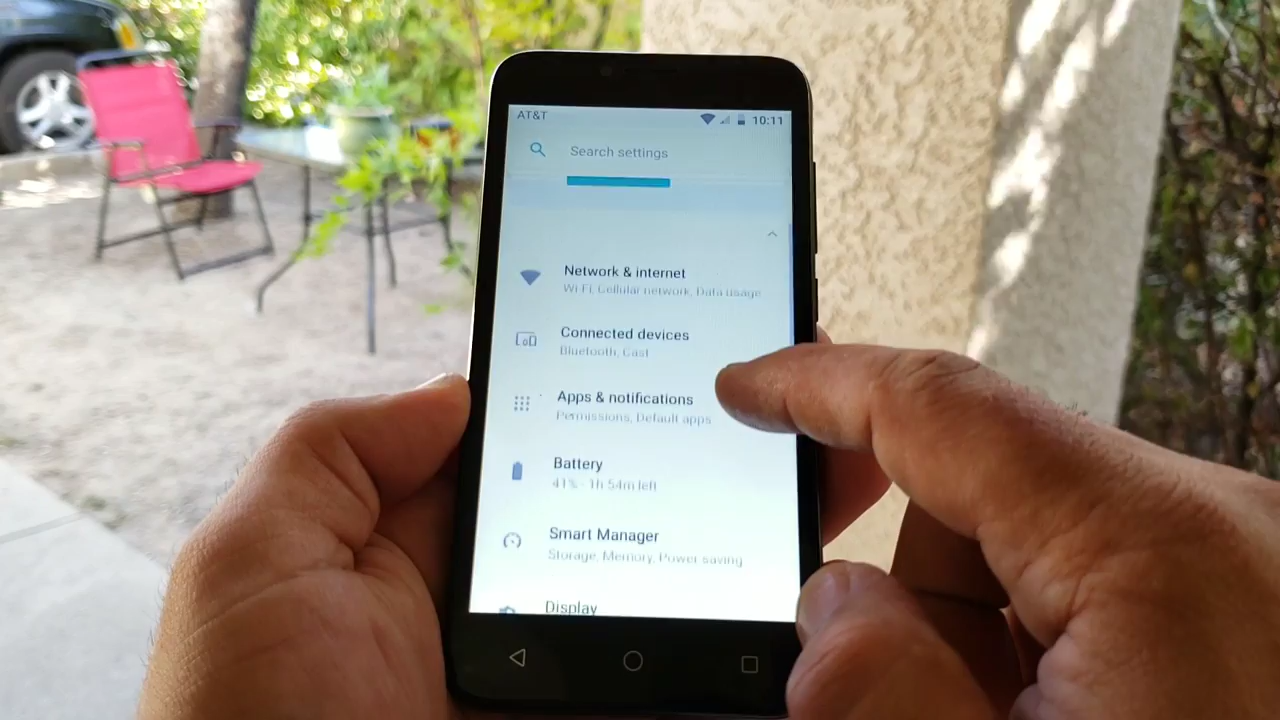 AT&T 10:11
Search settings
Network & internet
Wi-Fi, Cellular network, Data usage
Connected devices
Bluetooth, Cast
Apps & notifications
Permissions, Default apps
Battery
41% - 1h 54m left
Smart Manager
Storage, Memory, Power saving
Display